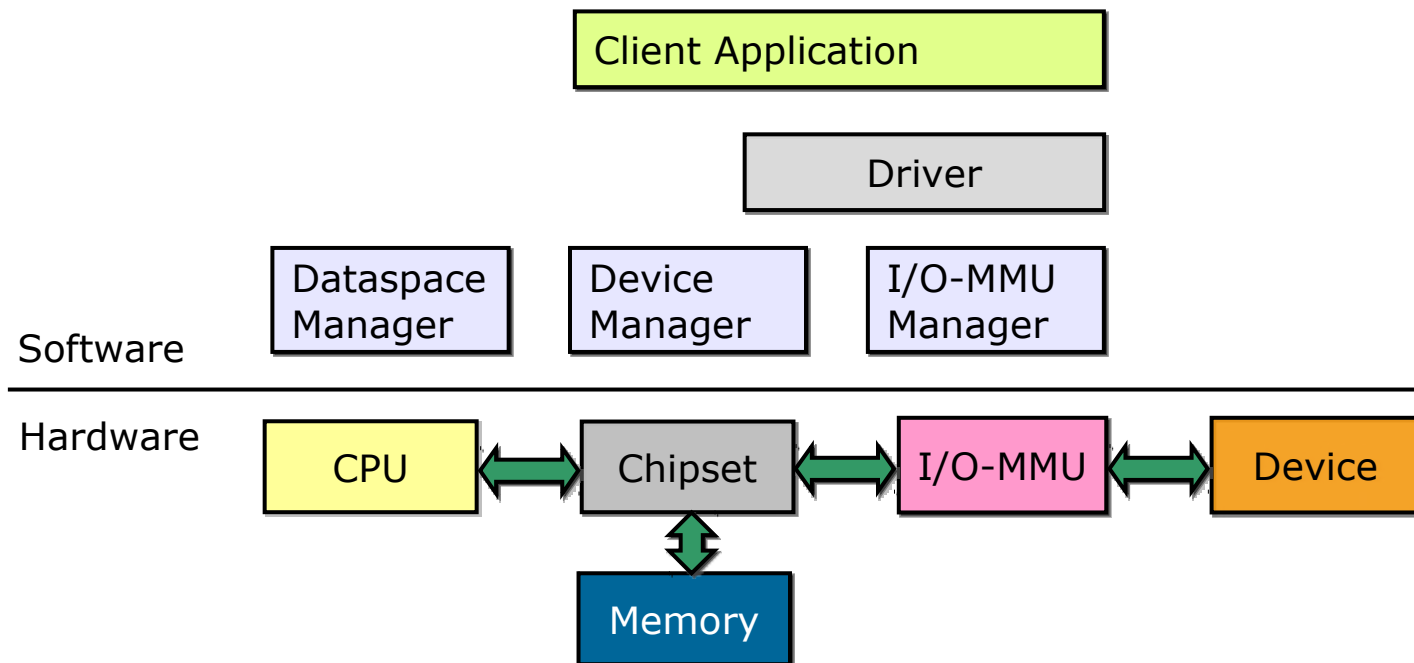 Client Application
Driver
Dataspace
Manager
Device
Manager
I/O-MMU
Manager
Software
Hardware
CPU
Chipset
I/O-MMU
Device
Memory